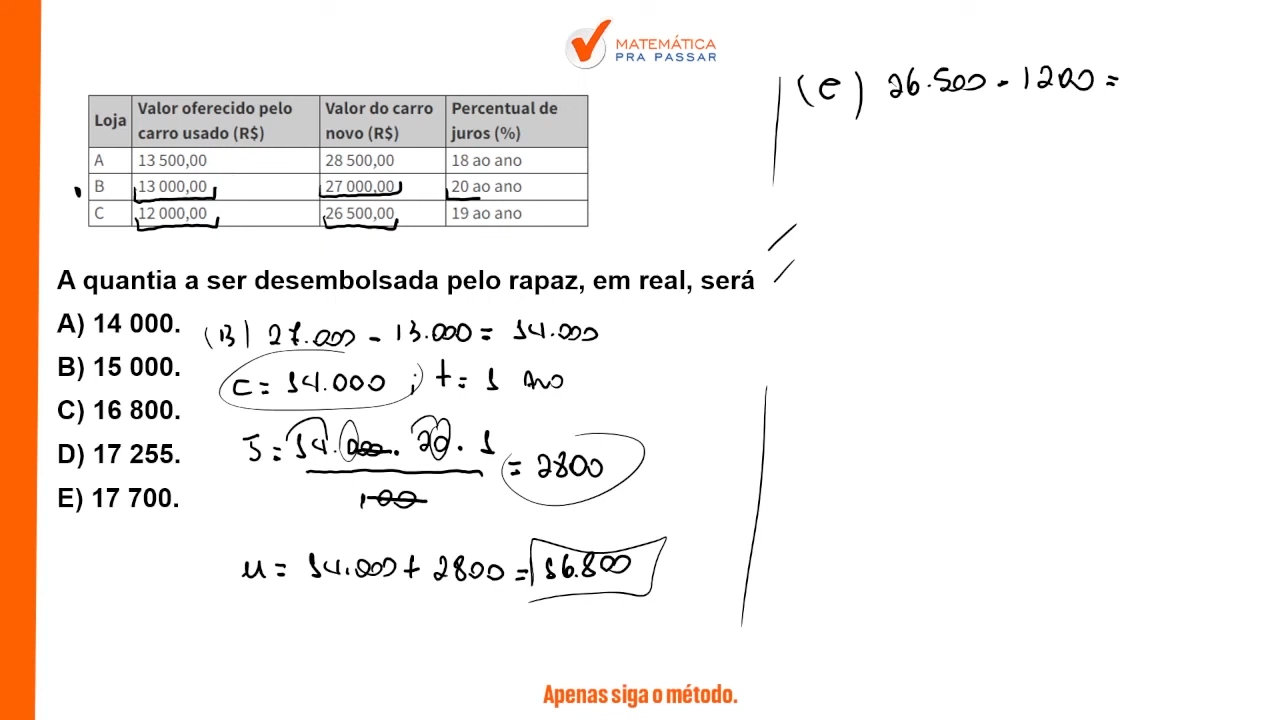 MATEMÁTICA
PRA PASSAR
(C) 26.500 - 1200 =
Loja Valor oferecido pelo carro usado (R$) Valor do carro novo (R$) Percentual de juros (%)
A 13 500,00 28 500,00 18 ao ano
B 13 000,00 27 000,00 20 ao ano
C 12 000,00 26 500,00 19 ao ano
A quantia a ser desembolsada pelo rapaz, em real, será
A) 14 000.
(B) 27.000 - 13.000 = 14.000
B) 15 000.
C = 14.000 ; t = 1 ano
C) 16 800.
D) 17 255.
J = 14.000 . 20 . 1 = 2800
100
E) 17 700.
M = 14.000 + 2800 = 16.800
Apenas siga o método.